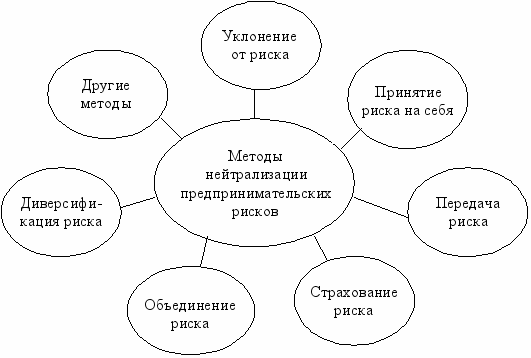 Уклонение
от риска
Другие
методы
Принятие
риска на себя
Методы
нейтрализации
предпринимательских
рисков
Диверсифи-
кация риска
Передача
риска
Объединение
риска
Страхование
риска